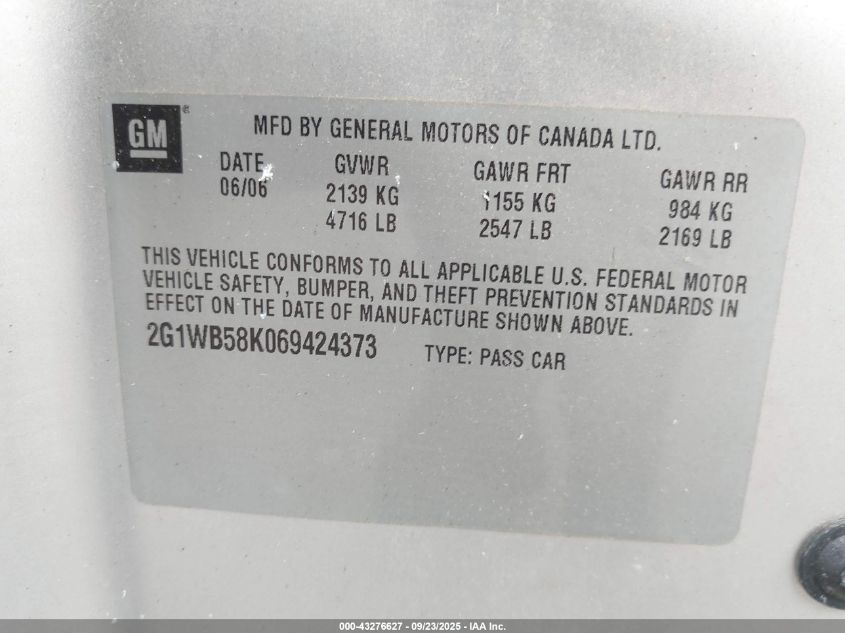 GM®
MFD BY GENERAL MOTORS OF CANADA LTD.
DATE GVWR GAWR FRT GAWR RR
06/06 2139 KG 1155 KG 984 KG
4716 LB 2547 LB 2169 LB
THIS VEHICLE CONFORMS TO ALL APPLICABLE U.S. FEDERAL MOTOR
VEHICLE SAFETY, BUMPER, AND THEFT PREVENTION STANDARDS IN
EFFECT ON THE DATE OF MANUFACTURE SHOWN ABOVE.
2G1WB58K069424373 TYPE: PASS CAR
000-43276627 - 09/23/2025 - IAA Inc.